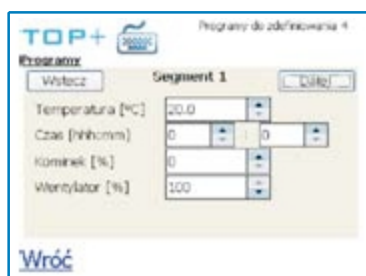 TOP+
Programy do zdefiniowania 4
Programy
Wstecz Segment 1 Dalej
Temperatura [°C] 20.0
Czas [hhh:mm] 0 : 0
Kominek [%] 0
Wentylator [%] 100
Wróć